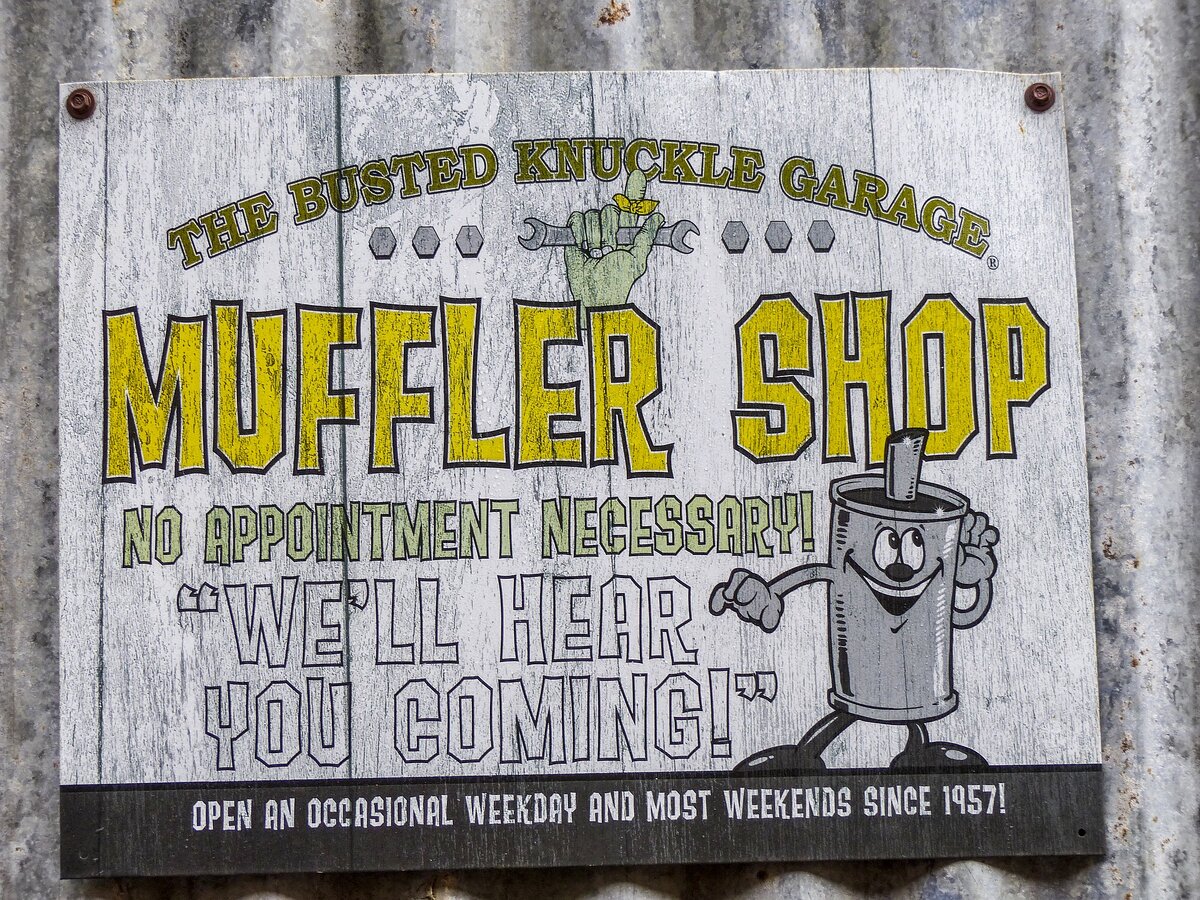 THE BUSTED KNUCKLE GARAGE®
MUFFLER SHOP
NO APPOINTMENT NECESSARY!
“WE’LL HEAR
YOU COMING!”
OPEN AN OCCASIONAL WEEKDAY AND MOST WEEKENDS SINCE 1957!